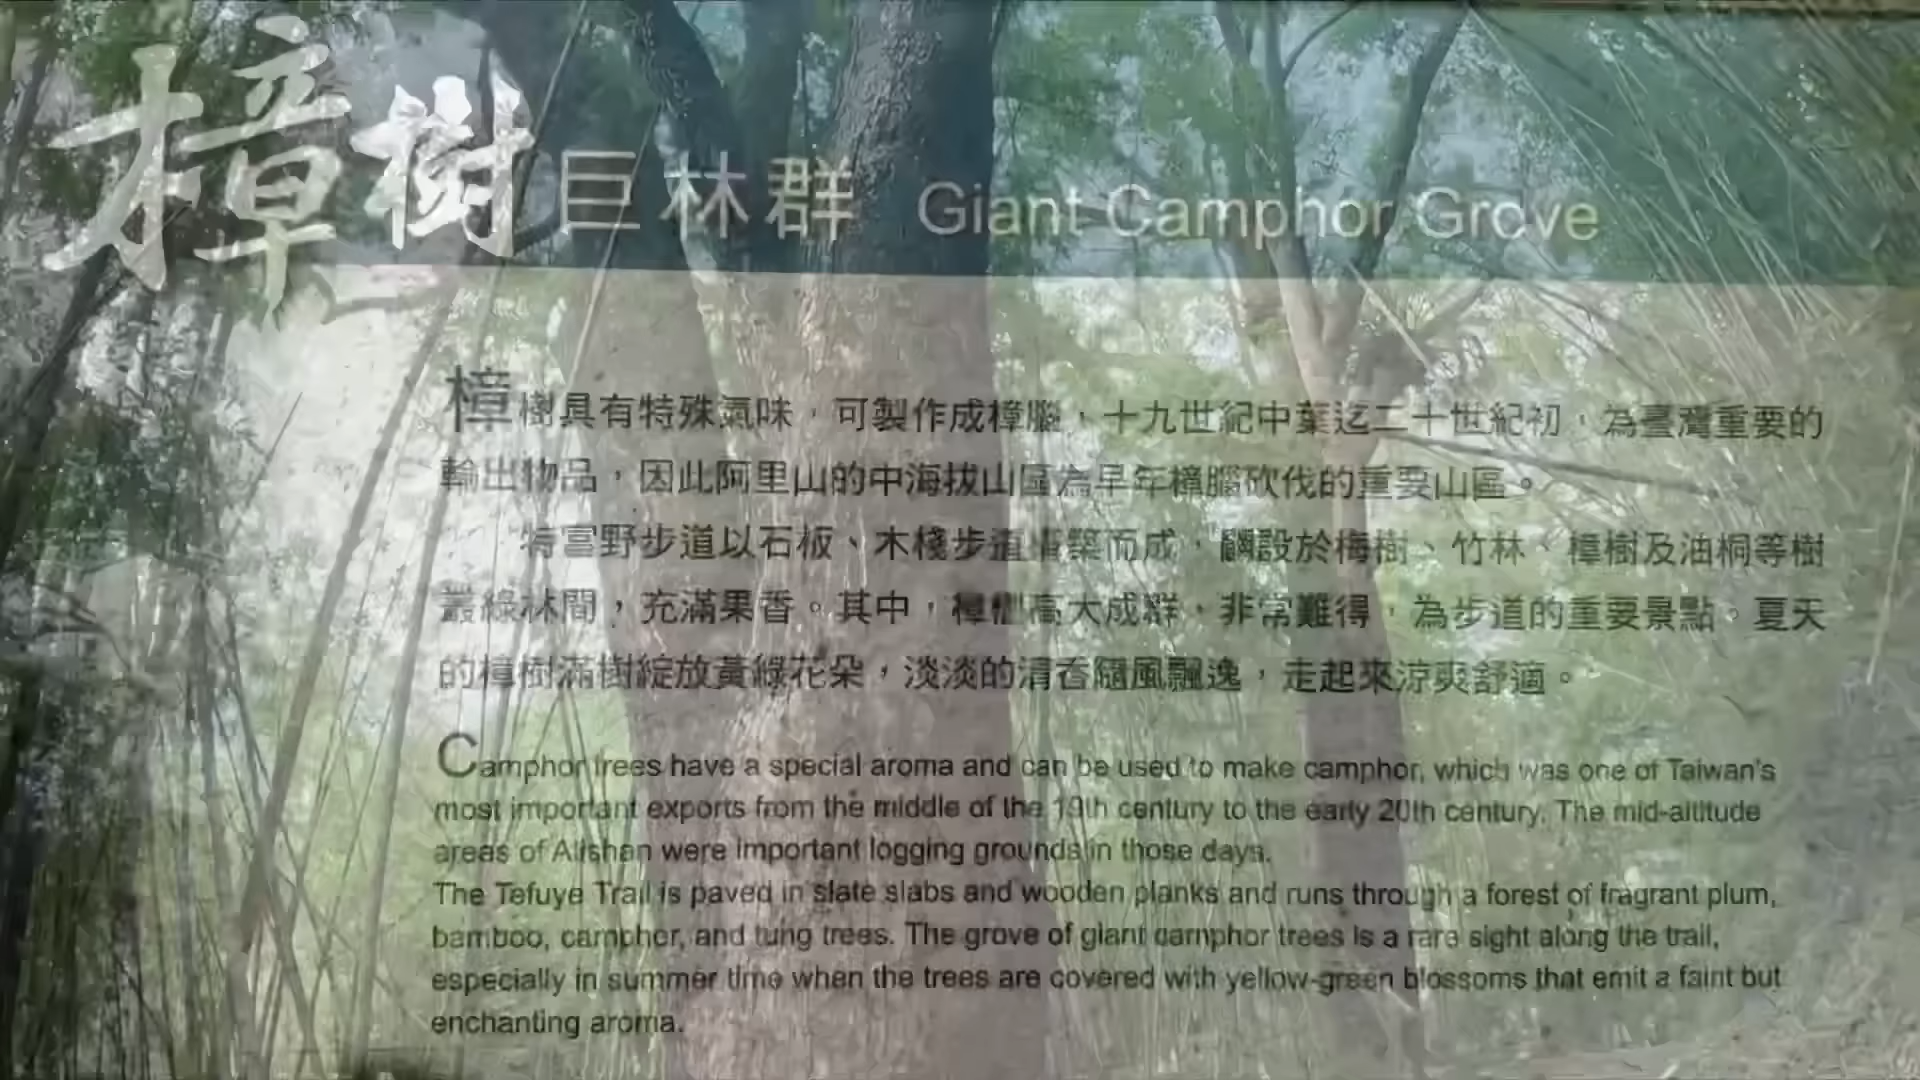 樟樹巨林群 Giant Camphor Grove
樟樹具有特殊氣味，可製作成樟腦，十九世紀中葉迄二十世紀初，為臺灣重要的
輸出物品，因此阿里山的中海拔山區為早年樟腦砍伐的重要山區。
特富野步道以石板、木棧步道構築而成，鋪設於梅樹、竹林、樟樹及油桐等樹
叢綠林間，充滿果香。其中，樟樹高大成群，非常難得，為步道的重要景點。夏天
的樟樹滿樹綻放黃綠花朵，淡淡的清香隨風飄逸，走起來涼爽舒適。
Camphor trees have a special aroma and can be used to make camphor, which was one of Taiwan's
most important exports from the middle of the 19th century to the early 20th century. The mid-altitude
areas of Alishan were important logging grounds in those days.
The Tefuye Trail is paved in slate slabs and wooden planks and runs through a forest of fragrant plum,
bamboo, camphor, and tung trees. The grove of giant camphor trees is a rare sight along the trail,
especially in summer time when the trees are covered with yellow-green blossoms that emit a faint but
enchanting aroma.